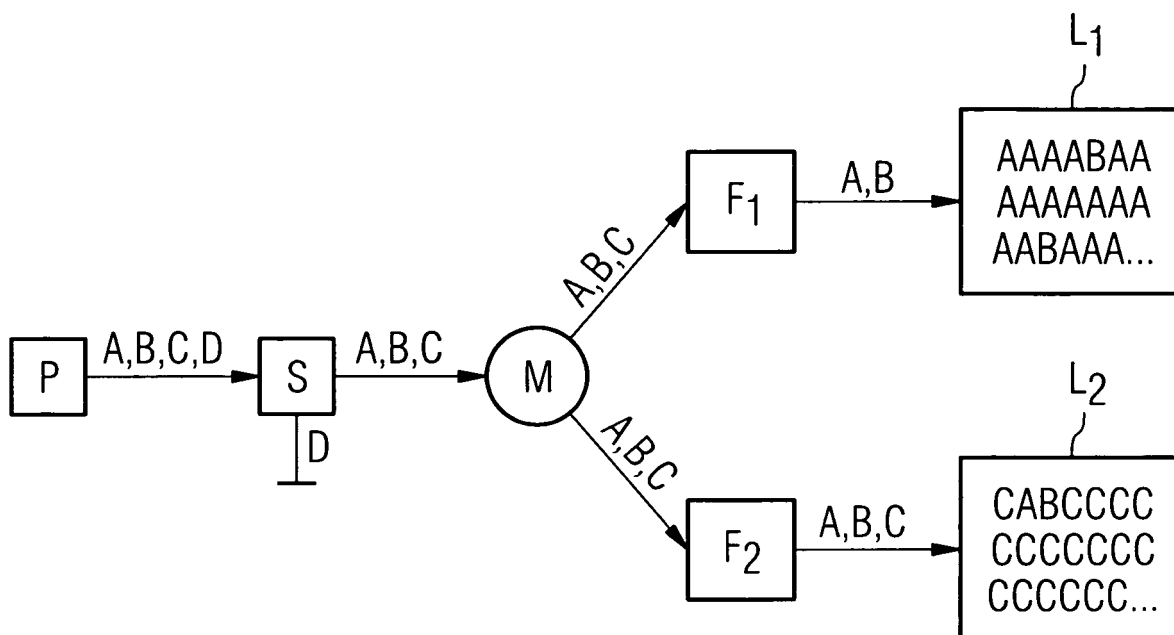 L1
AAAABAA
AAAAAAA
AABAAA...
F1
A,B
A,B,C
P
A,B,C,D
S
A,B,C
M
D
A,B,C
L2
F2
A,B,C
CABCCCC
CCCCCCC
CCCCCC...